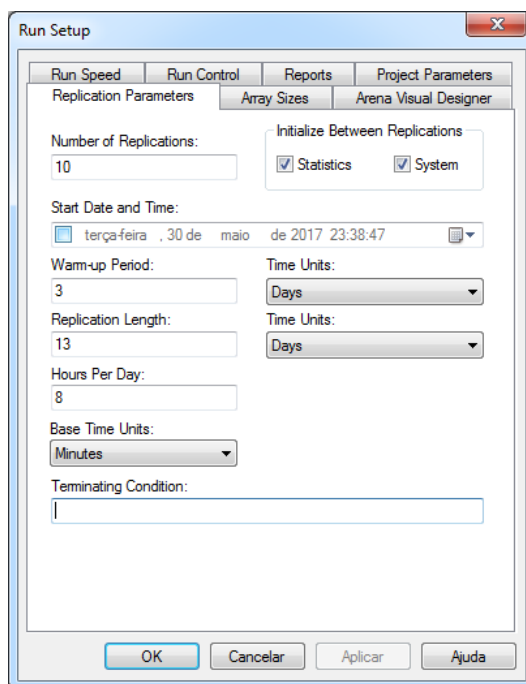 Run Setup
Run Speed Run Control Reports Project Parameters
Replication Parameters Array Sizes Arena Visual Designer
Number of Replications: Initialize Between Replications
10 Statistics System
Start Date and Time:
terça-feira , 30 de maio de 2017 23:38:47
Warm-up Period: Time Units:
3 Days
Replication Length: Time Units:
13 Days
Hours Per Day:
8
Base Time Units:
Minutes
Terminating Condition:
OK Cancelar Aplicar Ajuda